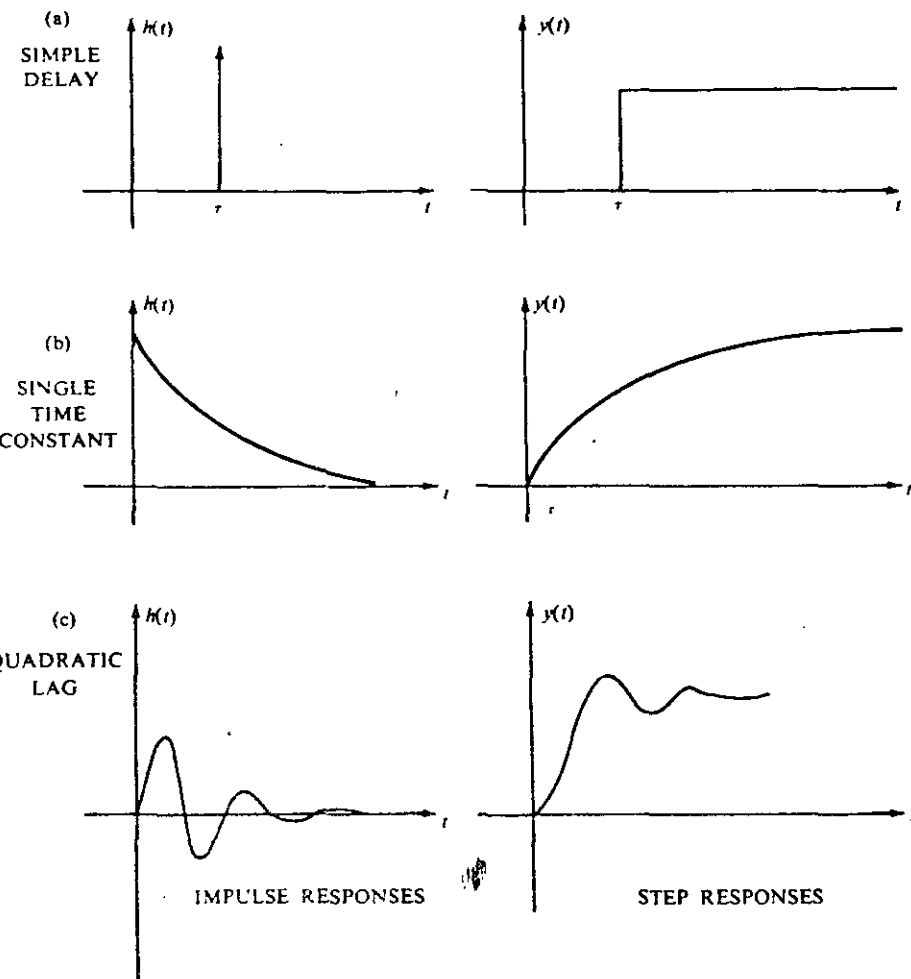 (a)
SIMPLE
DELAY
h(t)
τ
t
y(t)
τ
t
(b)
SINGLE
TIME
CONSTANT
h(t)
t
y(t)
τ
t
(c)
QUADRATIC
LAG
h(t)
t
y(t)
IMPULSE RESPONSES
STEP RESPONSES